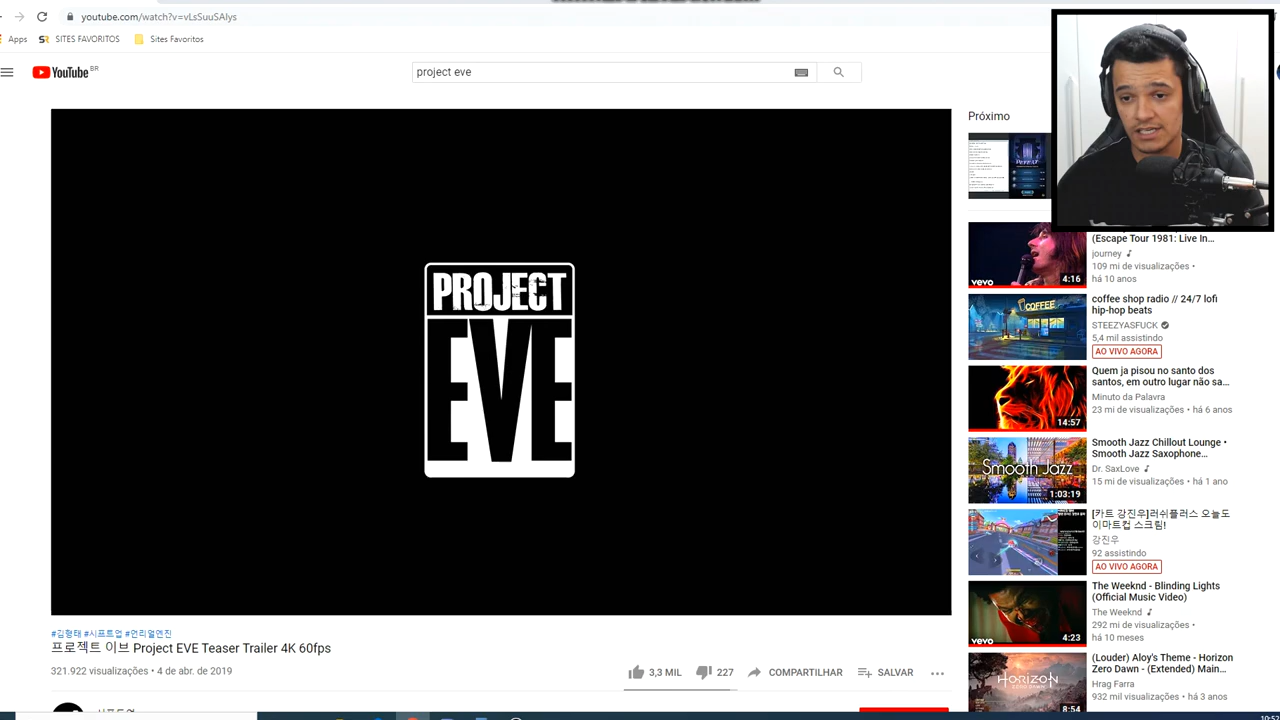 youtube.com/watch?v=vLsSuuSAlys
Apps
SR SITES FAVORITOS
Sites Favoritos
YouTube BR
project eve
PROJECT
EVE
#김형태 #시프트업 #언리얼엔진
프로젝트 이브 Project EVE Teaser Trailer 4K 60fps
321.922 visualizações • 4 de abr. de 2019
3,3 MIL
227
COMPARTILHAR
SALVAR
Próximo
DEFEAT
(Escape Tour 1981: Live In...
journey
109 mi de visualizações •
há 10 anos
vevo
4:16
coffee shop radio // 24/7 lofi
hip-hop beats
STEEZYASFUCK
5,4 mil assistindo
AO VIVO AGORA
COFFEE
Quem ja pisou no santo dos
santos, em outro lugar não sa...
Minuto da Palavra
23 mi de visualizações • há 6 anos
14:57
Smooth Jazz Chillout Lounge •
Smooth Jazz Saxophone...
Dr. SaxLove
15 mi de visualizações • há 1 ano
Smooth Jazz
1:03:19
[카트 강진우]러쉬플러스 오늘도
이마트컵 스크림!
강진우
92 assistindo
AO VIVO AGORA
The Weeknd - Blinding Lights
(Official Music Video)
The Weeknd
292 mi de visualizações •
há 10 meses
vevo
4:23
(Louder) Aloy's Theme - Horizon
Zero Dawn - (Extended) Main...
Hrag Farra
932 mil visualizações • há 3 anos
HORIZON
8:54
10:52